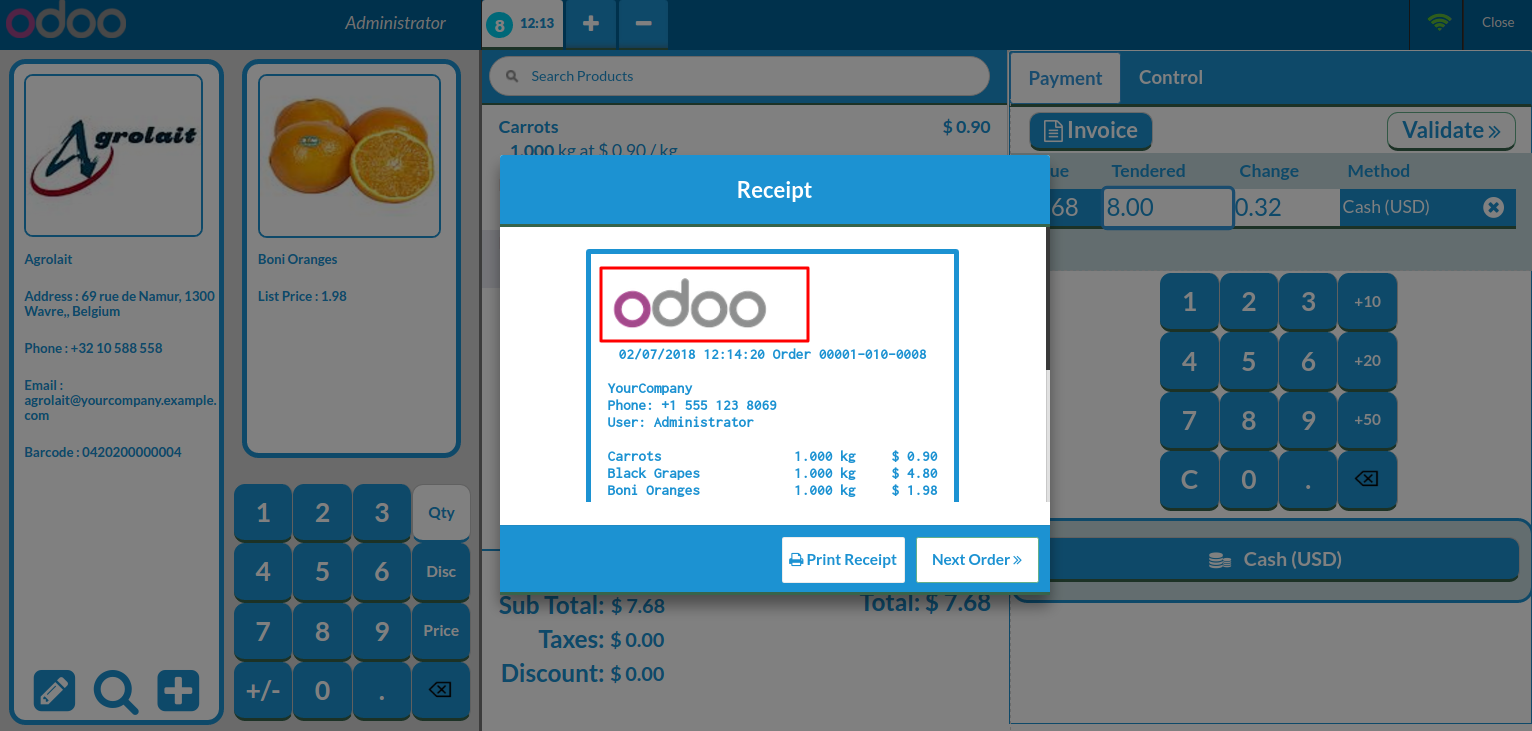 odoo
Administrator
8 12:13
Close
Agrolait
Agrolait
Address : 69 rue de Namur, 1300
Wavre,, Belgium
Phone : +32 10 588 558
Email :
agrolait@yourcompany.example.
com
Barcode : 0420200000004
Boni Oranges
List Price : 1.98
1 2 3 Qty
4 5 6 Disc
7 8 9 Price
+/- 0 .
Search Products
Carrots $ 0.90
1.000 kg at $ 0.90 / kg
Receipt
odoo
02/07/2018 12:14:20 Order 00001-010-0008
YourCompany
Phone: +1 555 123 8069
User: Administrator
Carrots 1.000 kg $ 0.90
Black Grapes 1.000 kg $ 4.80
Boni Oranges 1.000 kg $ 1.98
Print Receipt Next Order »
Sub Total: $ 7.68 Total: $ 7.68
Taxes: $ 0.00
Discount: $ 0.00
Payment Control
Invoice Validate »
ue Tendered Change Method
68 8.00 0.32 Cash (USD)
1 2 3 +10
4 5 6 +20
7 8 9 +50
C 0 .
Cash (USD)